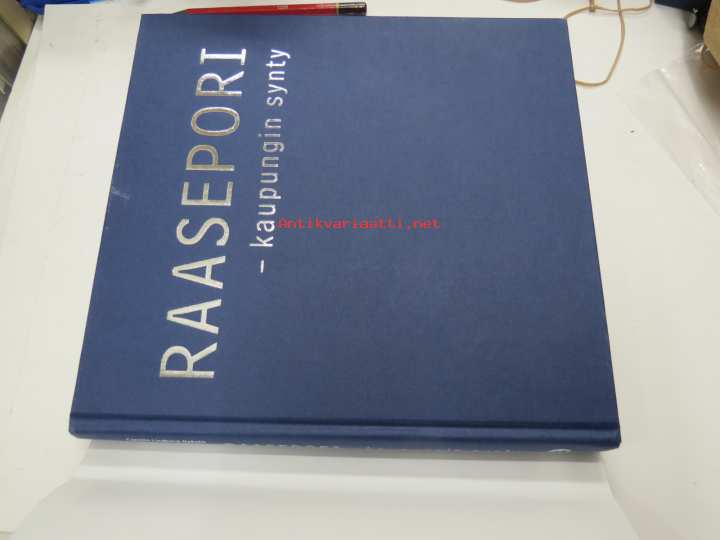 RAASEPORI
– kaupungin synty
Antikvariaatti.net